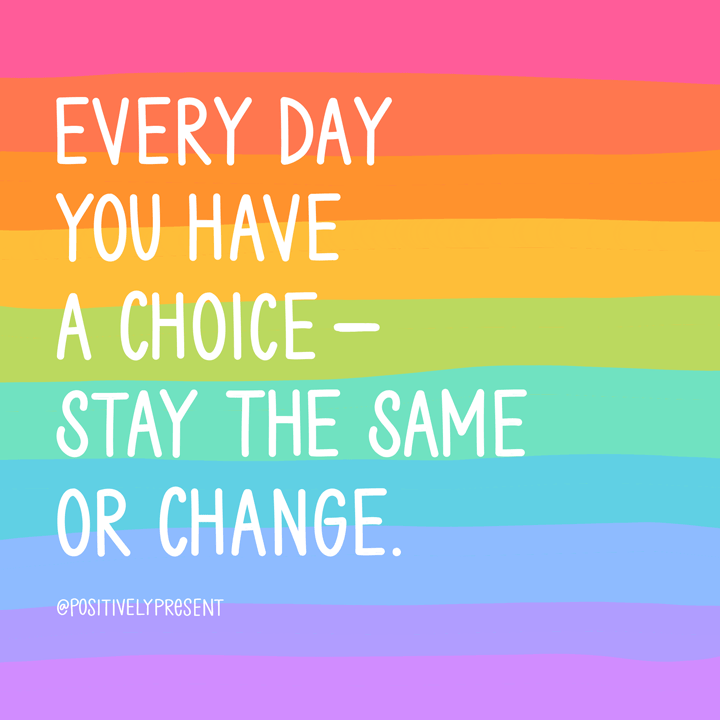 EVERY DAY
YOU HAVE
A CHOICE —
STAY THE SAME
OR CHANGE.
@POSITIVELYPRESENT